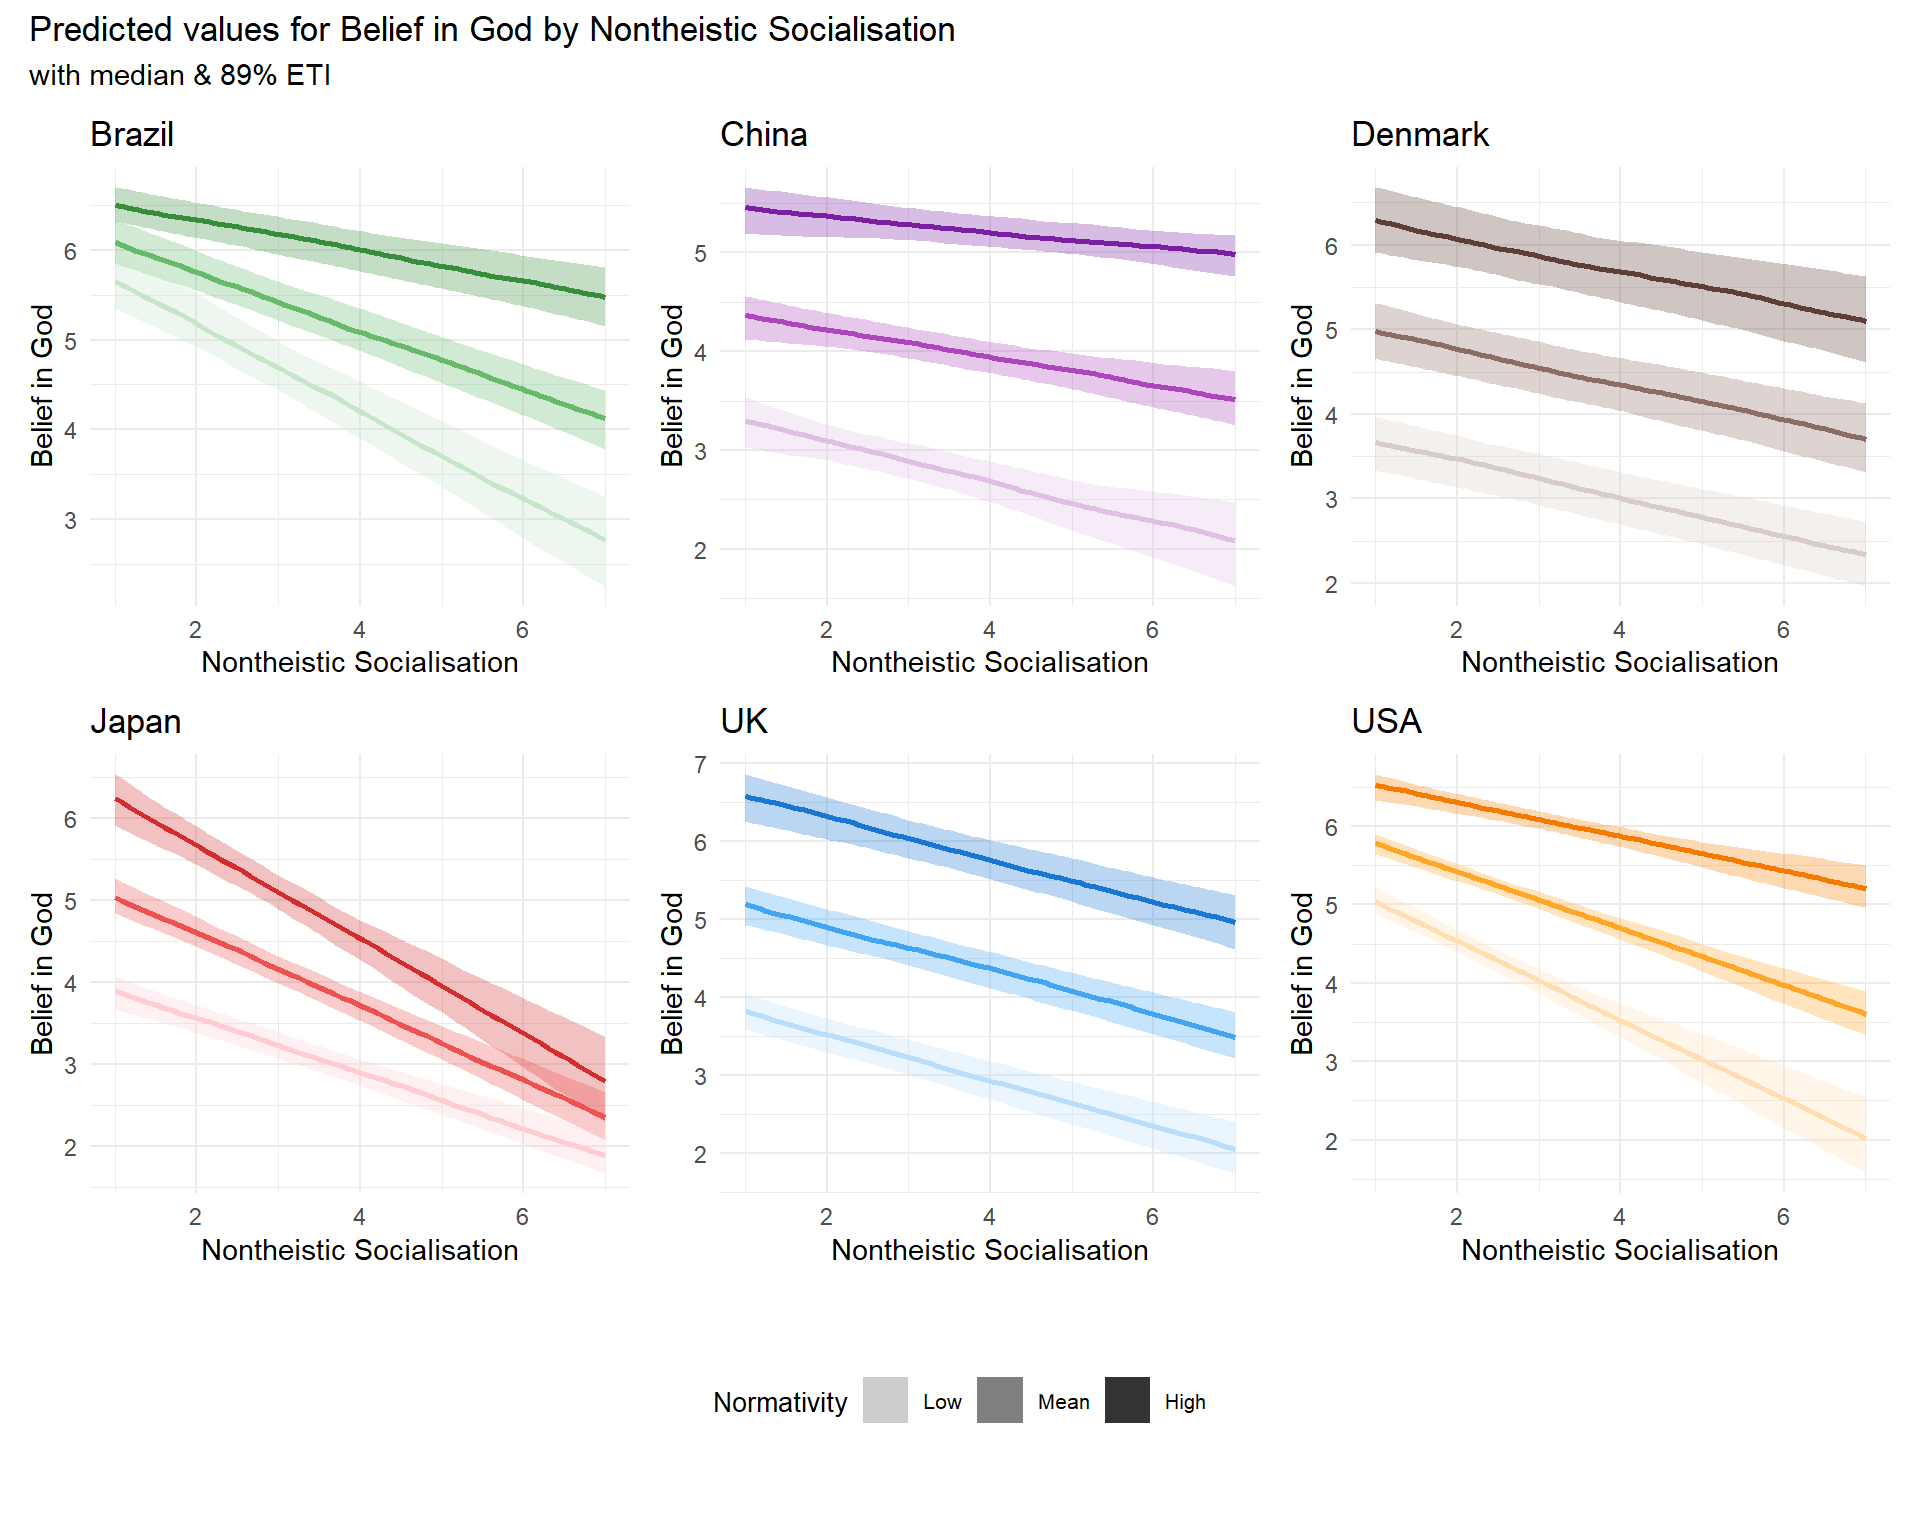 Predicted values for Belief in God by Nontheistic Socialisation
with median & 89% ETI
Brazil
Belief in God
6
5
4
3
2 4 6
Nontheistic Socialisation
China
Belief in God
5
4
3
2
2 4 6
Nontheistic Socialisation
Denmark
Belief in God
6
5
4
3
2
2 4 6
Nontheistic Socialisation
Japan
Belief in God
6
5
4
3
2
2 4 6
Nontheistic Socialisation
UK
Belief in God
7
6
5
4
3
2
2 4 6
Nontheistic Socialisation
USA
Belief in God
6
5
4
3
2
2 4 6
Nontheistic Socialisation
Normativity Low Mean High